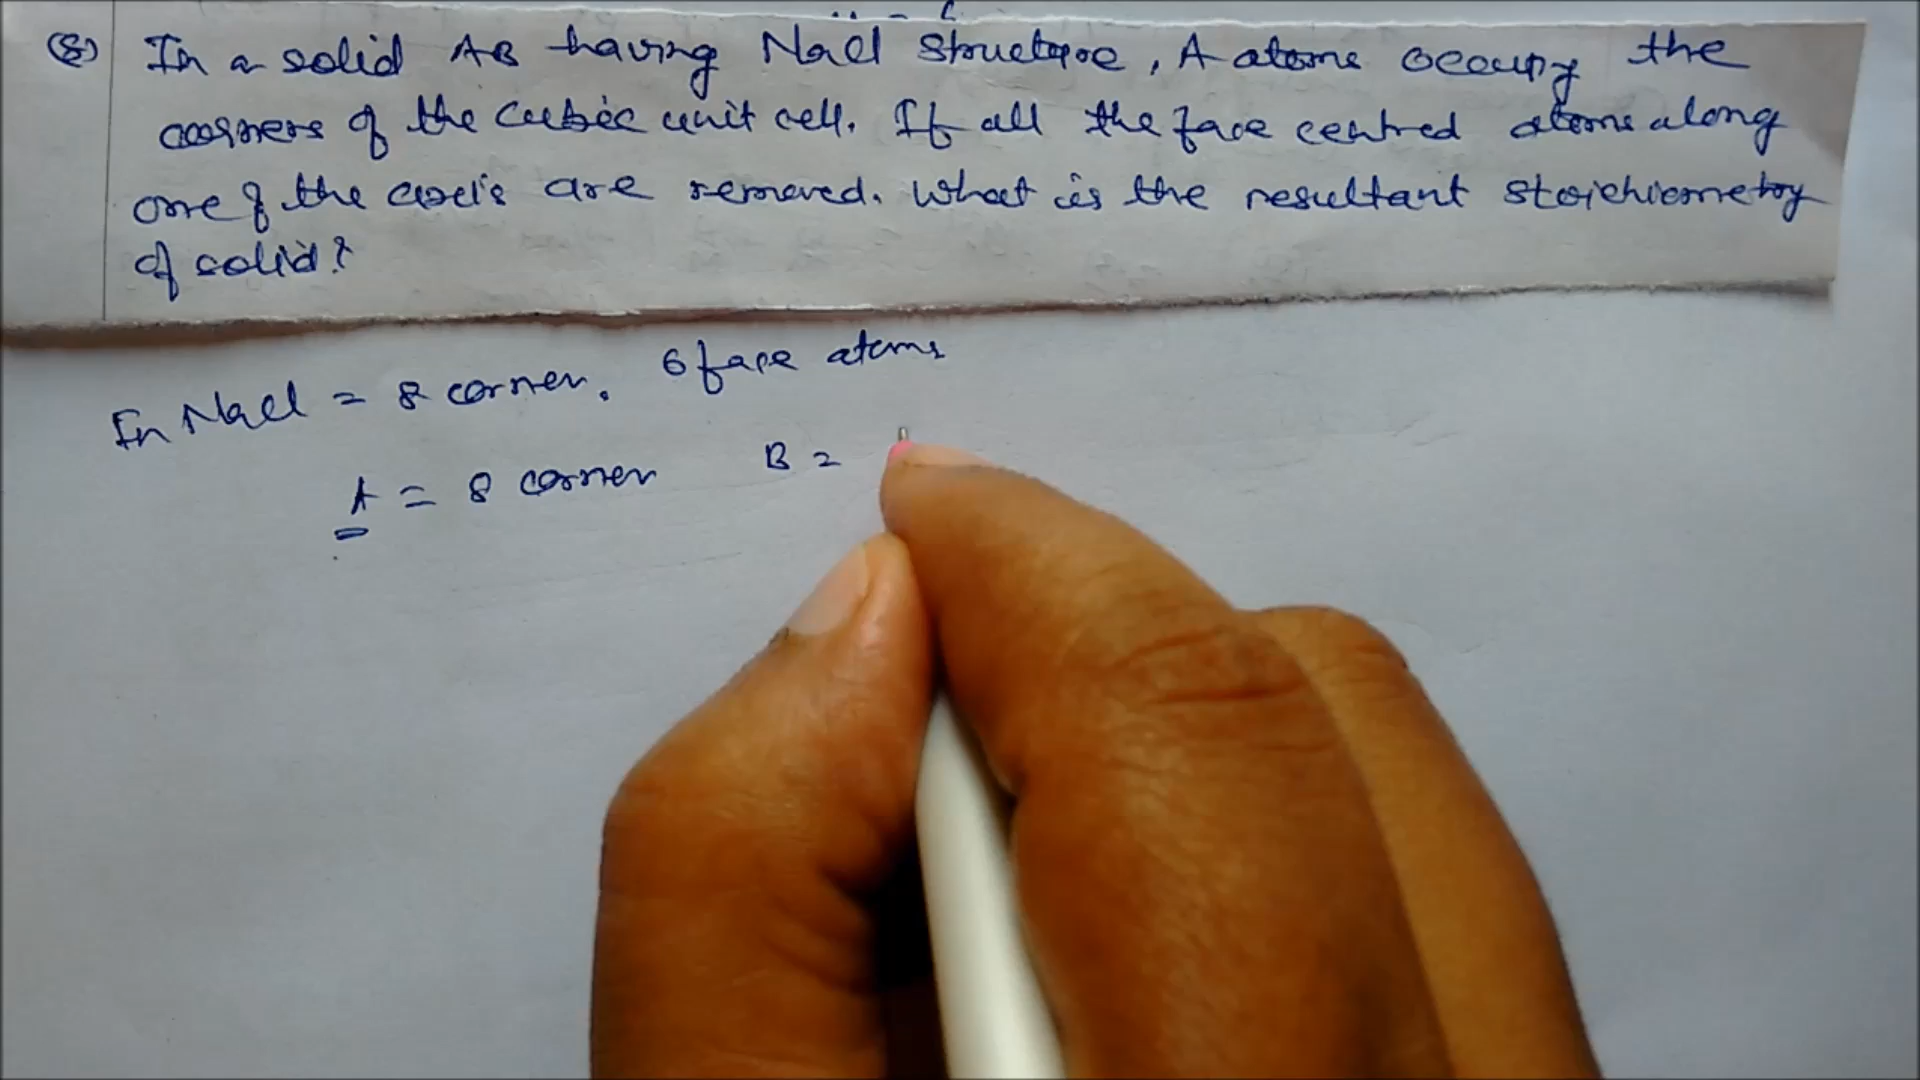 (8) In a solid AB having NaCl structure, A atoms occupy the
corners of the cubic unit cell. If all the face centred atoms along
one of the axis are removed. What is the resultant stoichiometry
of solid?
In NaCl = 8 corner. 6 face atoms
A = 8 corner B =